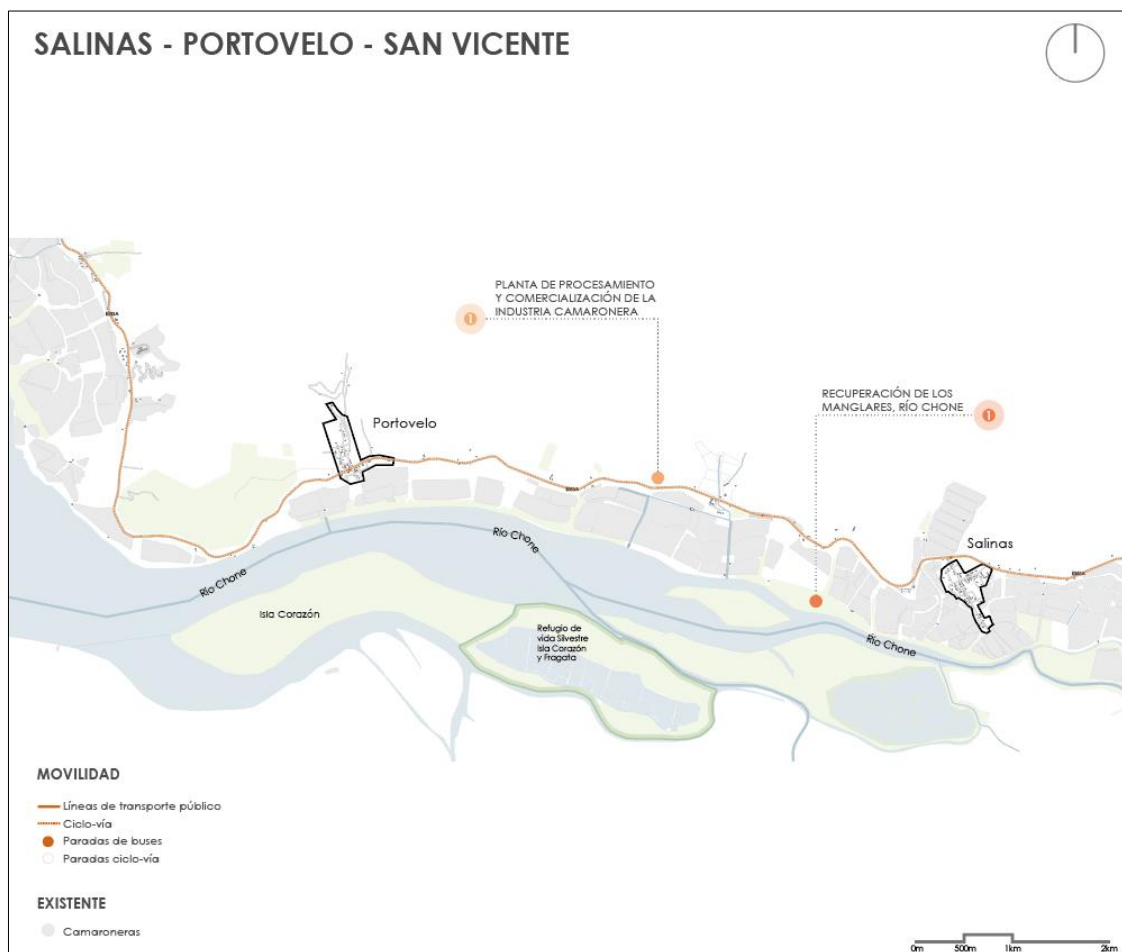 SALINAS - PORTOVELO - SAN VICENTE
PLANTA DE PROCESAMIENTO
Y COMERCIALIZACIÓN DE LA
INDUSTRIA CAMARONERA
1
RECUPERACIÓN DE LOS
MANGLARES, RÍO CHONE
1
Portovelo
Salinas
Río Chone
Río Chone
Río Chone
Isla Corazón
Refugio de
vida Silvestre
Isla Corazón
y Fragata
MOVILIDAD
Líneas de transporte público
Ciclo-vía
Paradas de buses
Paradas ciclo-vía
EXISTENTE
Camaroneras
0m 500m 1km 2km